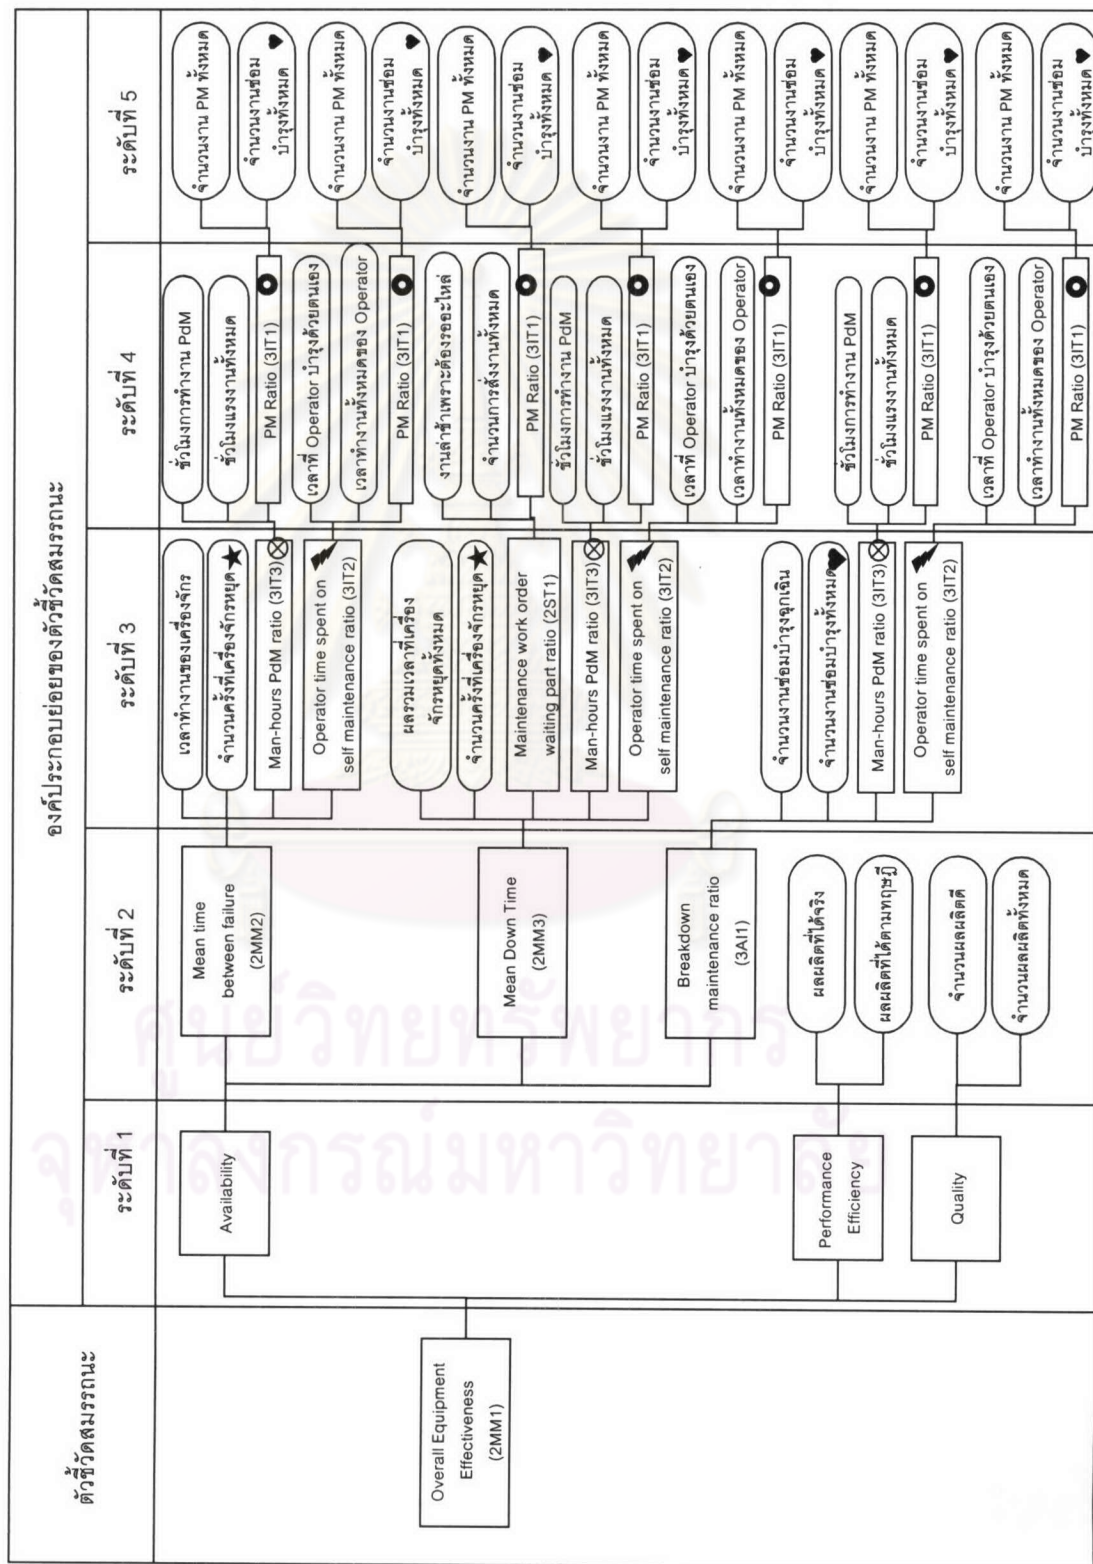 ตัวชี้วัดสมรรถนะ
องค์ประกอบย่อยของตัวชี้วัดสมรรถนะ
ระดับที่ 1
ระดับที่ 2
ระดับที่ 3
ระดับที่ 4
ระดับที่ 5
Overall Equipment
Effectiveness
(2MM1)
Availability
Performance
Efficiency
Quality
Mean time
between failure
(2MM2)
Mean Down Time
(2MM3)
Breakdown
maintenance ratio
(3AI1)
ผลผลิตที่ได้จริง
ผลผลิตที่ได้ตามทฤษฎี
จำนวนผลผลิตดี
จำนวนผลผลิตทั้งหมด
เวลาทำงานของเครื่องจักร
จำนวนครั้งที่เครื่องจักรหยุด
Man-hours PdM ratio (3IT3)
Operator time spent on
self maintenance ratio (3IT2)
ผลรวมเวลาที่เครื่อง
จักรหยุดทั้งหมด
จำนวนครั้งที่เครื่องจักรหยุด
Maintenance work order
waiting part ratio (2ST1)
Man-hours PdM ratio (3IT3)
Operator time spent on
self maintenance ratio (3IT2)
จำนวนงานซ่อมบำรุงฉุกเฉิน
จำนวนงานซ่อมบำรุงทั้งหมด
Man-hours PdM ratio (3IT3)
Operator time spent on
self maintenance ratio (3IT2)
ชั่วโมงการทำงาน PdM
ชั่วโมงแรงงานทั้งหมด
PM Ratio (3IT1)
เวลาที่ Operator บำรุงด้วยตนเอง
เวลาทำงานทั้งหมดของ Operator
PM Ratio (3IT1)
งานล่าช้าเพราะต้องรออะไหล่
จำนวนการสั่งงานทั้งหมด
PM Ratio (3IT1)
ชั่วโมงการทำงาน PdM
ชั่วโมงแรงงานทั้งหมด
PM Ratio (3IT1)
เวลาที่ Operator บำรุงด้วยตนเอง
เวลาทำงานทั้งหมดของ Operator
PM Ratio (3IT1)
ชั่วโมงการทำงาน PdM
ชั่วโมงแรงงานทั้งหมด
PM Ratio (3IT1)
เวลาที่ Operator บำรุงด้วยตนเอง
เวลาทำงานทั้งหมดของ Operator
PM Ratio (3IT1)
จำนวนงาน PM ทั้งหมด
จำนวนงานซ่อม
บำรุงทั้งหมด
จำนวนงาน PM ทั้งหมด
จำนวนงานซ่อม
บำรุงทั้งหมด
จำนวนงาน PM ทั้งหมด
จำนวนงานซ่อม
บำรุงทั้งหมด
จำนวนงาน PM ทั้งหมด
จำนวนงานซ่อม
บำรุงทั้งหมด
จำนวนงาน PM ทั้งหมด
จำนวนงานซ่อม
บำรุงทั้งหมด
จำนวนงาน PM ทั้งหมด
จำนวนงานซ่อม
บำรุงทั้งหมด
จำนวนงาน PM ทั้งหมด
จำนวนงานซ่อม
บำรุงทั้งหมด
ศูนย์วิทยทรัพยากร
จุฬาลงกรณ์มหาวิทยาลัย